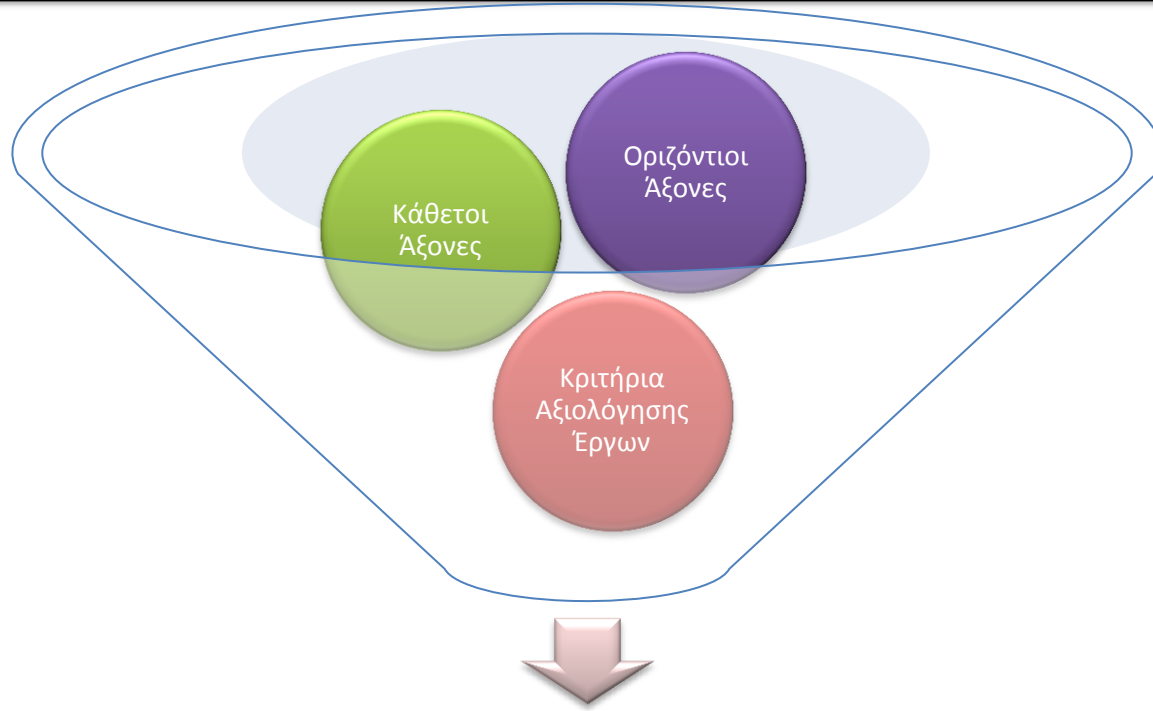 Οριζόντιοι
Άξονες
Κάθετοι
Άξονες
Κριτήρια
Αξιολόγησης
Έργων